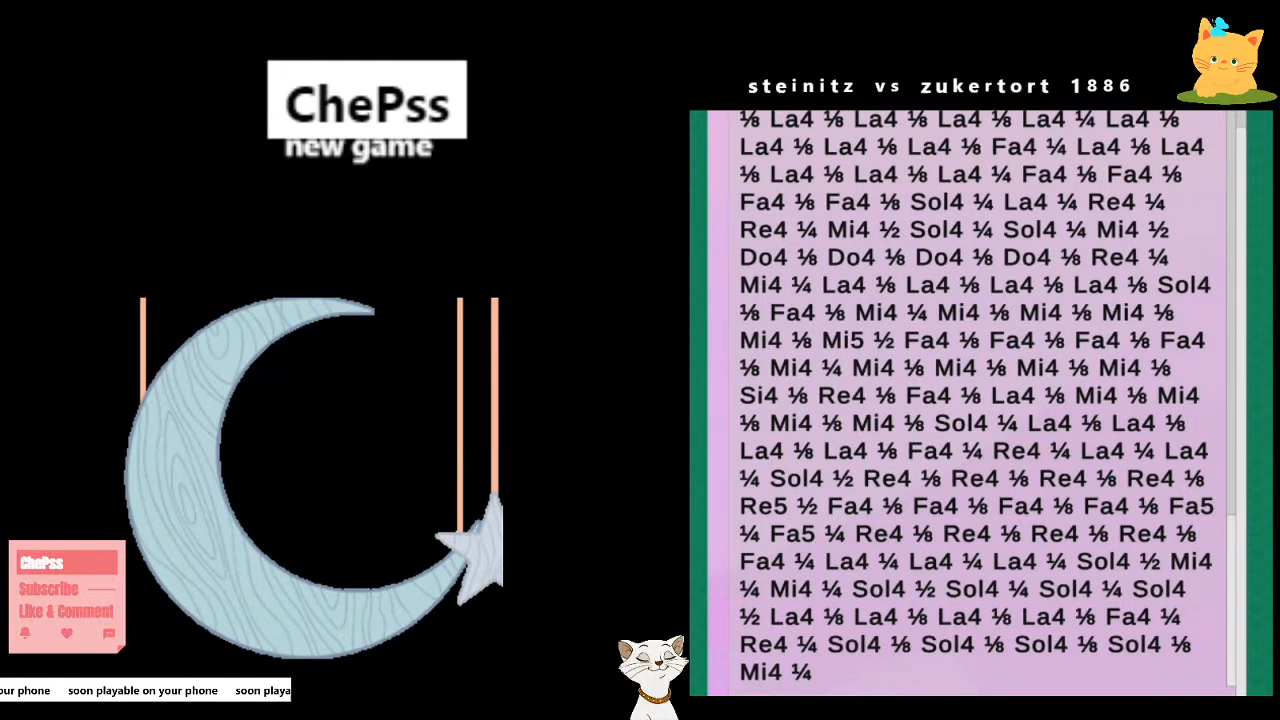 ChePss
new game
steinitz vs zukertort 1886
⅛ La4 ⅛ La4 ⅛ La4 ⅛ La4 ¼ La4 ⅛
La4 ⅛ La4 ⅛ La4 ⅛ Fa4 ¼ La4 ⅛ La4
⅛ La4 ⅛ La4 ⅛ La4 ¼ Fa4 ⅛ Fa4 ⅛
Fa4 ⅛ Fa4 ⅛ Sol4 ¼ La4 ¼ Re4 ¼
Re4 ¼ Mi4 ½ Sol4 ¼ Sol4 ¼ Mi4 ½
Do4 ⅛ Do4 ⅛ Do4 ⅛ Do4 ⅛ Re4 ¼
Mi4 ¼ La4 ⅛ La4 ⅛ La4 ⅛ La4 ⅛ Sol4
⅛ Fa4 ⅛ Mi4 ¼ Mi4 ⅛ Mi4 ⅛ Mi4 ⅛
Mi4 ⅛ Mi5 ½ Fa4 ⅛ Fa4 ⅛ Fa4 ⅛ Fa4
⅛ Mi4 ¼ Mi4 ⅛ Mi4 ⅛ Mi4 ⅛ Mi4 ⅛
Si4 ⅛ Re4 ⅛ Fa4 ⅛ La4 ⅛ Mi4 ⅛ Mi4
⅛ Mi4 ⅛ Mi4 ⅛ Sol4 ¼ La4 ⅛ La4 ⅛
La4 ⅛ La4 ⅛ Fa4 ¼ Re4 ¼ La4 ¼ La4
¼ Sol4 ½ Re4 ⅛ Re4 ⅛ Re4 ⅛ Re4 ⅛
Re5 ½ Fa4 ⅛ Fa4 ⅛ Fa4 ⅛ Fa4 ⅛ Fa5
¼ Fa5 ¼ Re4 ⅛ Re4 ⅛ Re4 ⅛ Re4 ⅛
Fa4 ¼ La4 ¼ La4 ¼ La4 ¼ Sol4 ½ Mi4
¼ Mi4 ¼ Sol4 ½ Sol4 ¼ Sol4 ¼ Sol4
½ La4 ⅛ La4 ⅛ La4 ⅛ La4 ⅛ Fa4 ¼
Re4 ¼ Sol4 ⅛ Sol4 ⅛ Sol4 ⅛ Sol4 ⅛
Mi4 ¼
ChePss
Subscribe
Like & Comment
our phone soon playable on your phone soon playa